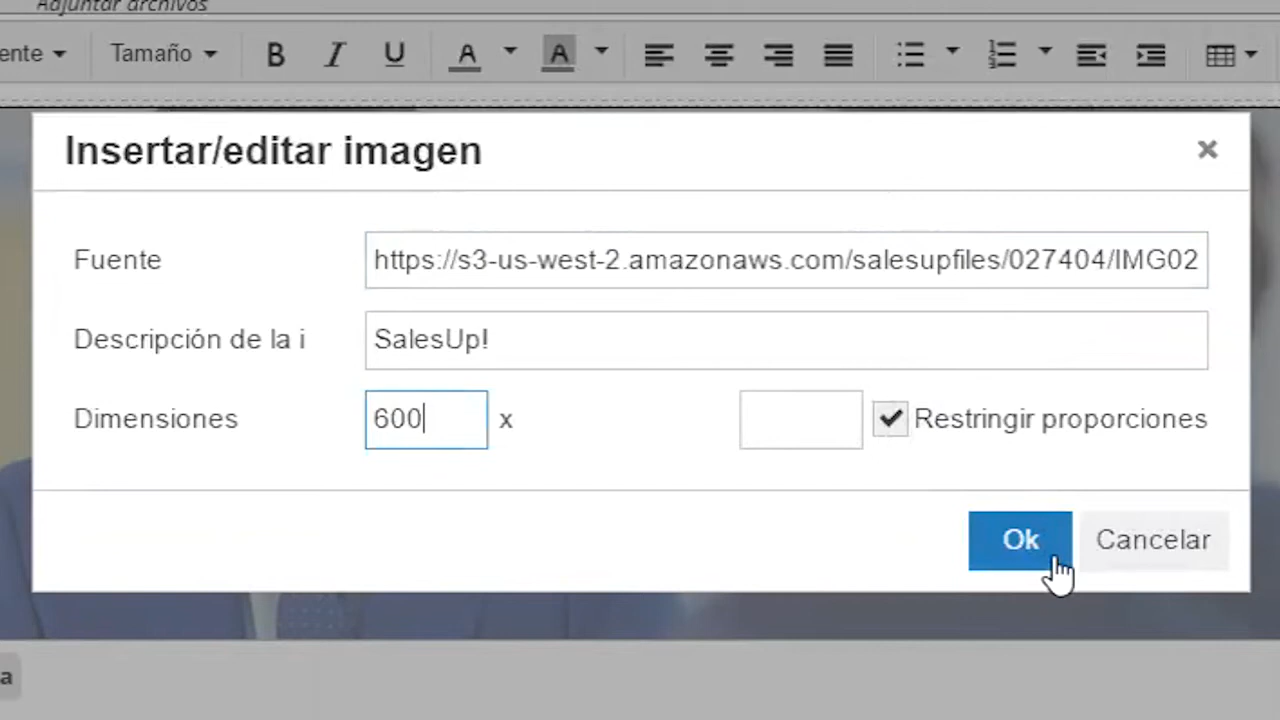 Adjuntar archivos
ente Tamaño B I U A A
Insertar/editar imagen ×
Fuente https://s3-us-west-2.amazonaws.com/salesupfiles/027404/IMG02
Descripción de la i SalesUp!
Dimensiones 600 x Restringir proporciones
Ok Cancelar
a